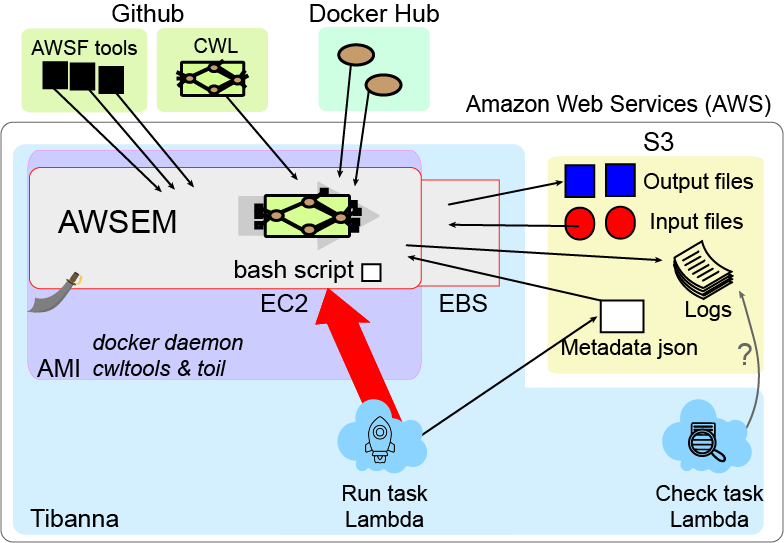 Github
Docker Hub
AWSF tools
CWL
Amazon Web Services (AWS)
S3
Output files
AWSEM
Input files
bash script
EC2
EBS
Logs
docker daemon
cwltools & toil
AMI
Metadata json
?
Run task
Lambda
Check task
Lambda
Tibanna